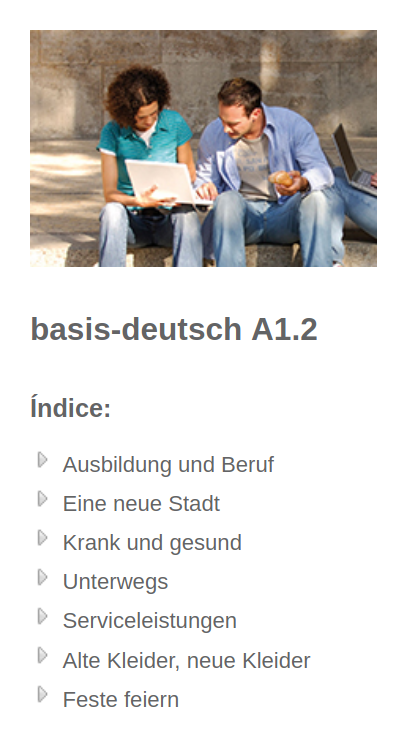 basis-deutsch A1.2
Índice:
Ausbildung und Beruf
Eine neue Stadt
Krank und gesund
Unterwegs
Serviceleistungen
Alte Kleider, neue Kleider
Feste feiern